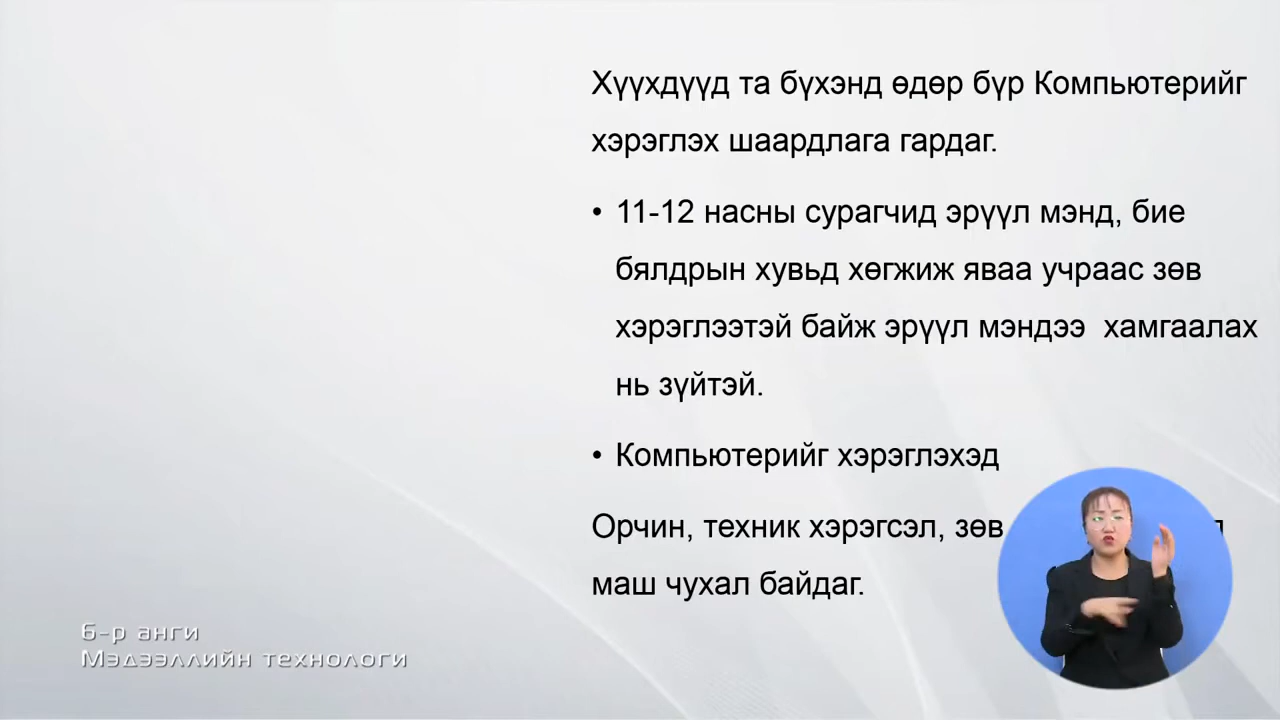 Хүүхдүүд та бүхэнд өдөр бүр Компьютерийг
хэрэглэх шаардлага гардаг.
• 11-12 насны сурагчид эрүүл мэнд, бие
бялдрын хувьд хөгжиж яваа учраас зөв
хэрэглээтэй байж эрүүл мэндээ хамгаалах
нь зүйтэй.
• Компьютерийг хэрэглэхэд
Орчин, техник хэрэгсэл, зөв
маш чухал байдаг.
6-р анги
Мэдээллийн технологи